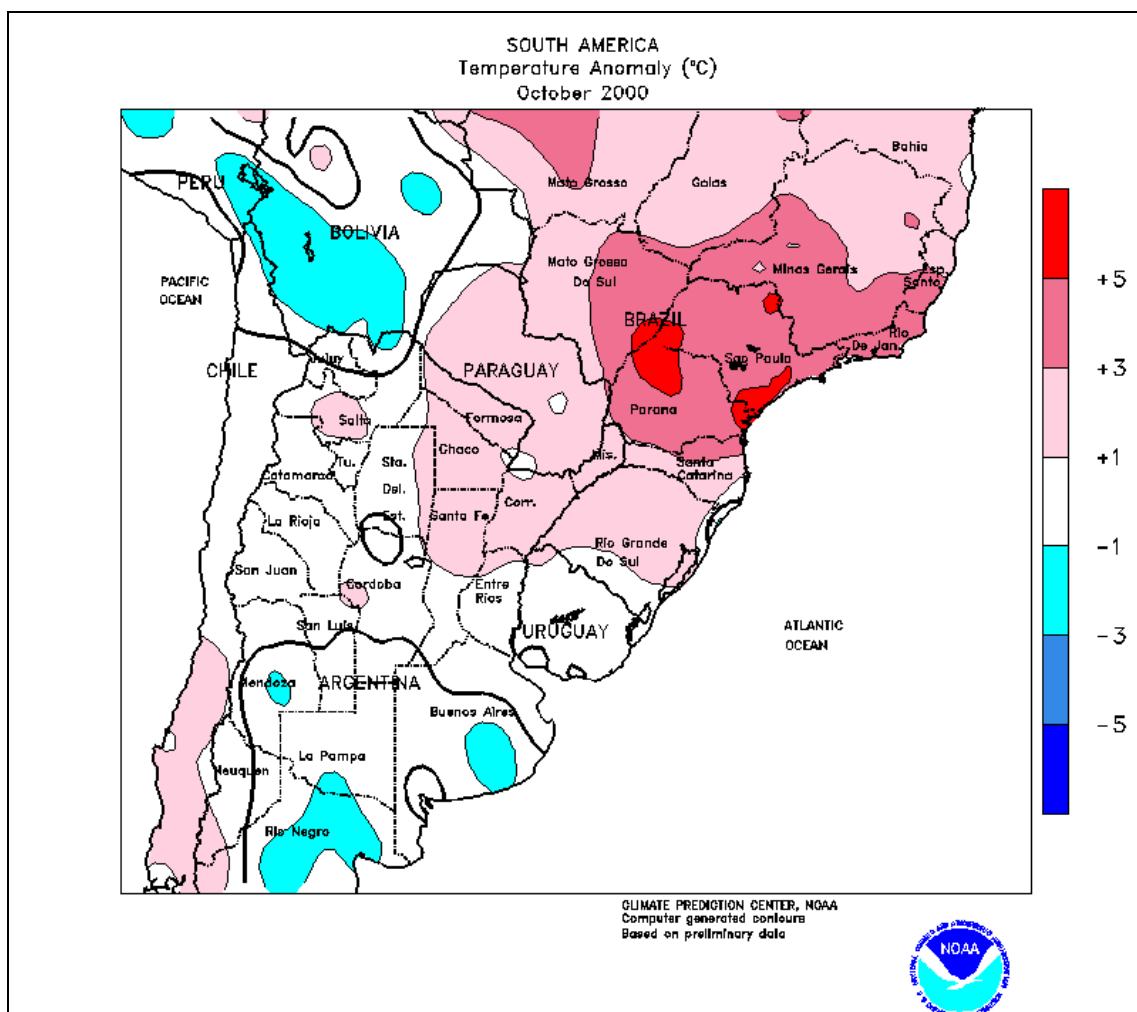 SOUTH AMERICA
Temperature Anomaly (°C)
October 2000
Bahia
PERU
Mato Grosso
Goias
BOLIVIA
PACIFIC
OCEAN
Mato Grosso
Do Sul
Minas Gerais
Esp.
Santo
+5
BRAZIL
Rio
De Jan.
CHILE
Jujuy
PARAGUAY
Sao Paulo
+3
Salta
Formosa
Parana
Chaco
Mis.
Santa
Catarina
+1
Tu.
Sta.
Catamarca
Del.
Est.
Santa Fe
Corr.
La Rioja
Rio Grande
Do Sul
-1
San Juan
Cordoba
Entre
Rios
San Luis
URUGUAY
ATLANTIC
OCEAN
-3
Mendoza
ARGENTINA
Buenos Aires
-5
La Pampa
Neuquen
Rio Negro
CLIMATE PREDICTION CENTER, NOAA
Computer generated contours
Based on preliminary data
NOAA